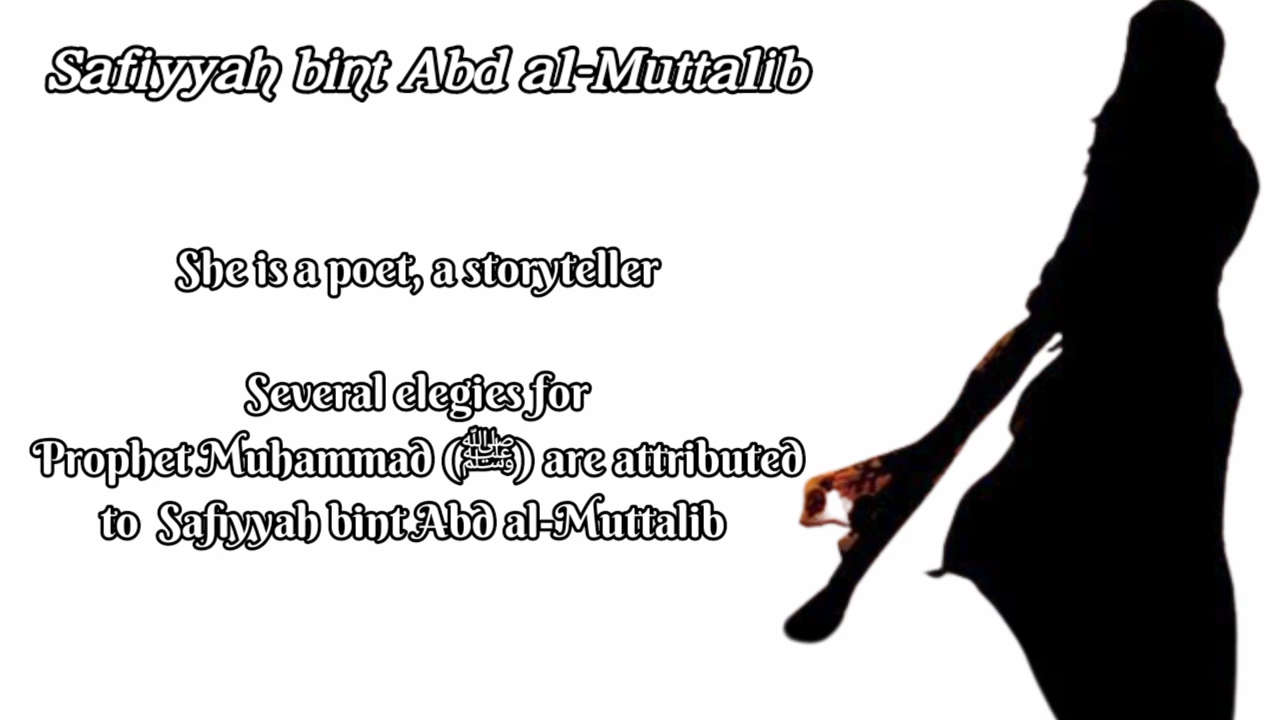 Safiyyah bint Abd al-Muttalib
She is a poet, a storyteller
Several elegies for
Prophet Muhammad (ﷺ) are attributed
to Safiyyah bint Abd al-Muttalib